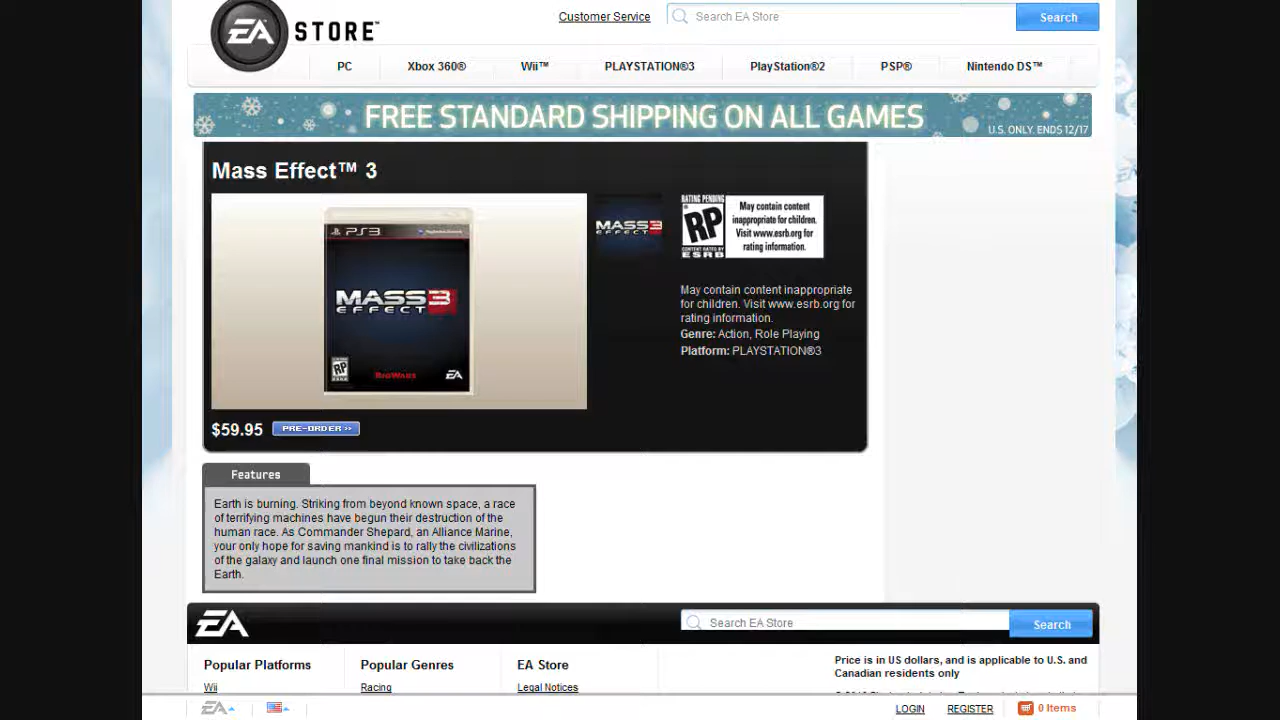 EA STORE™
Customer Service
Search EA Store
Search
PC
Xbox 360®
Wii™
PLAYSTATION®3
PlayStation®2
PSP®
Nintendo DS™
FREE STANDARD SHIPPING ON ALL GAMES
U.S. ONLY. ENDS 12/17
Mass Effect™ 3
PS3
MASS
EFFECT 3
RP
BIOWARE
EA
MASS
EFFECT 3
RATING PENDING
RP
CONTENT RATED BY
ESRB
May contain content
inappropriate for children.
Visit www.esrb.org for
rating information.
May contain content inappropriate
for children. Visit www.esrb.org for
rating information.
Genre: Action, Role Playing
Platform: PLAYSTATION®3
$59.95
PRE-ORDER >>
Features
Earth is burning. Striking from beyond known space, a race
of terrifying machines have begun their destruction of the
human race. As Commander Shepard, an Alliance Marine,
your only hope for saving mankind is to rally the civilizations
of the galaxy and launch one final mission to take back the
Earth.
EA
Search EA Store
Search
Popular Platforms
Wii
Popular Genres
Racing
EA Store
Legal Notices
Price is in US dollars, and is applicable to U.S. and
Canadian residents only
EA
LOGIN
REGISTER
0 Items